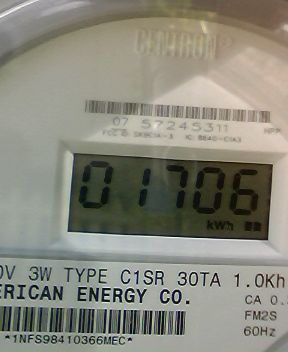 CENTRON
07 57245311
01706
kWh
0V 3W TYPE C1SR 30TA 1.0Kh
ERICAN ENERGY CO.
CA 0.
FM2S
60Hz
*1NFS98410366MEC*